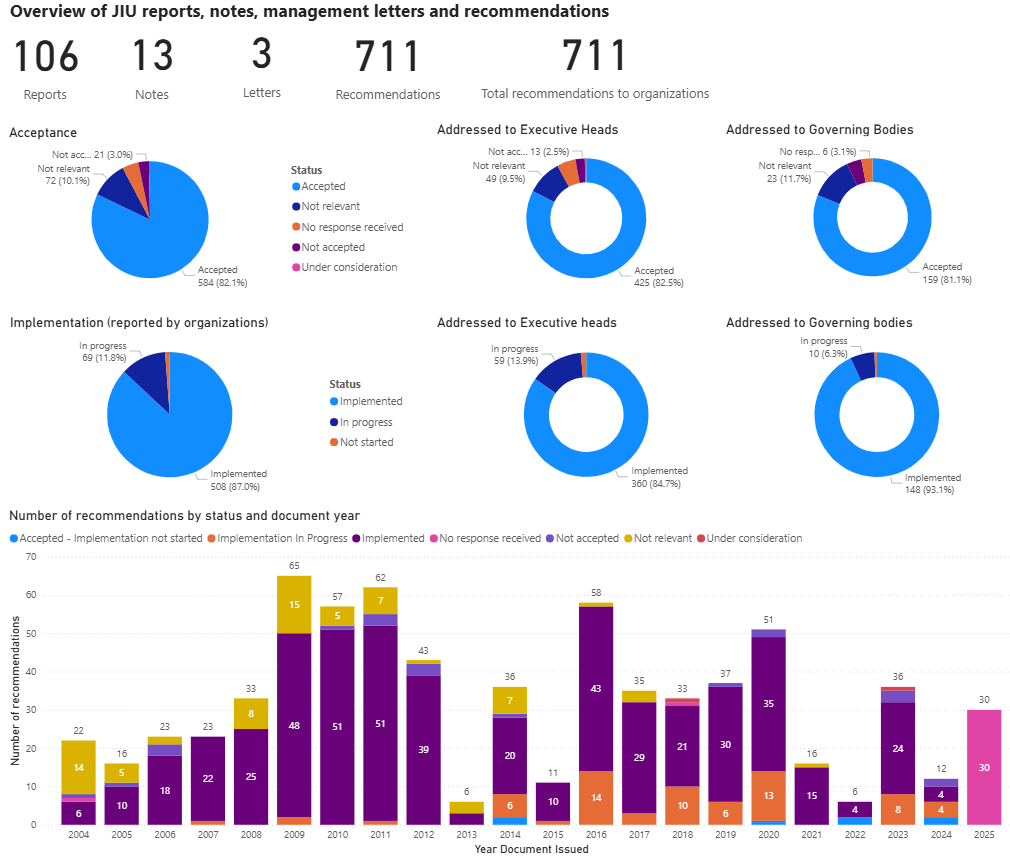 Overview of JIU reports, notes, management letters and recommendations
106 13 3 711 711
Reports Notes Letters Recommendations Total recommendations to organizations
Acceptance
Not acc... 21 (3.0%)
Not relevant
72 (10.1%)
Accepted
584 (82.1%)
Status
Accepted
Not relevant
No response received
Not accepted
Under consideration
Addressed to Executive Heads
Not acc... 13 (2.5%)
Not relevant
49 (9.5%)
Accepted
425 (82.5%)
Addressed to Governing Bodies
No resp... 6 (3.1%)
Not relevant
23 (11.7%)
Accepted
159 (81.1%)
Implementation (reported by organizations)
In progress
69 (11.8%)
Implemented
508 (87.0%)
Status
Implemented
In progress
Not started
Addressed to Executive heads
In progress
59 (13.9%)
Implemented
360 (84.7%)
Addressed to Governing bodies
In progress
10 (6.3%)
Implemented
148 (93.1%)
Number of recommendations by status and document year
Accepted - Implementation not started Implementation In Progress Implemented No response received Not accepted Not relevant Under consideration
Number of recommendations
70
60
50
40
30
20
10
0
22
14
6
16
5
10
23
18
23
22
33
8
25
65
15
48
57
5
51
62
7
51
43
39
6
36
7
20
6
11
10
58
43
14
35
29
33
21
10
37
30
6
51
35
13
16
15
6
4
36
24
8
12
4
4
30
30
2004 2005 2006 2007 2008 2009 2010 2011 2012 2013 2014 2015 2016 2017 2018 2019 2020 2021 2022 2023 2024 2025
Year Document Issued